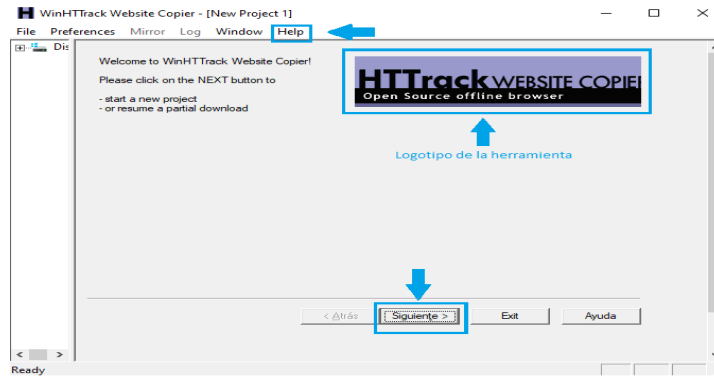 WinHTTrack Website Copier - [New Project 1]
File Preferences Mirror Log Window Help
Dis
Welcome to WinHTTrack Website Copier!
Please click on the NEXT button to
- start a new project
- or resume a partial download
HTTrack WEBSITE COPIE
Open Source offline browser
Logotipo de la herramienta
< Atrás Siguiente > Exit Ayuda
Ready